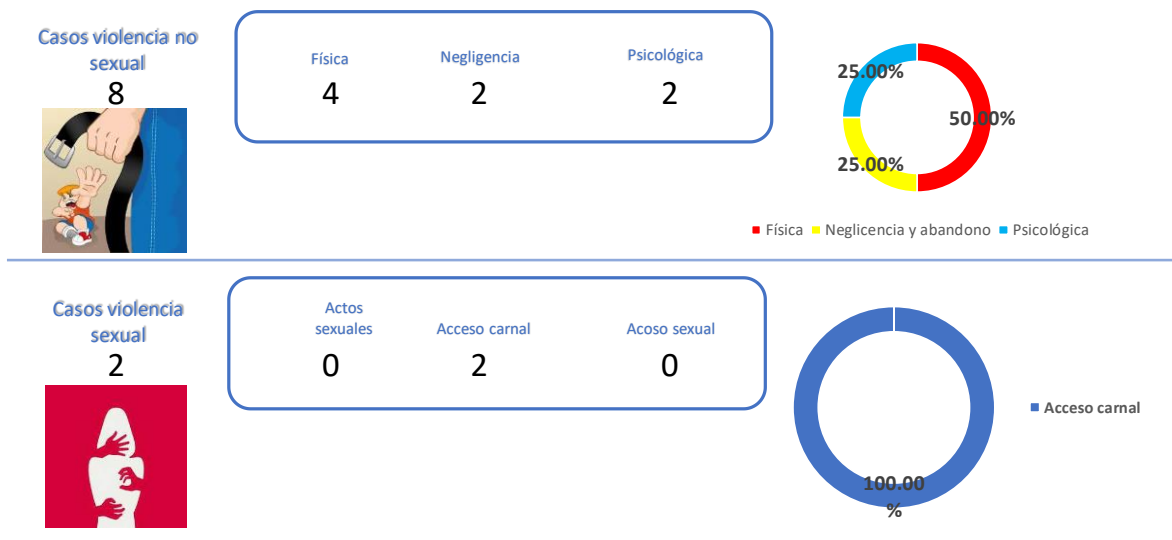 Casos violencia no
sexual
8
Física
4
Negligencia
2
Psicológica
2
25.00%
50.00%
25.00%
Física
Neglicencia y abandono
Psicológica
Casos violencia
sexual
2
Actos
sexuales
0
Acceso carnal
2
Acoso sexual
0
100.00
%
Acceso carnal